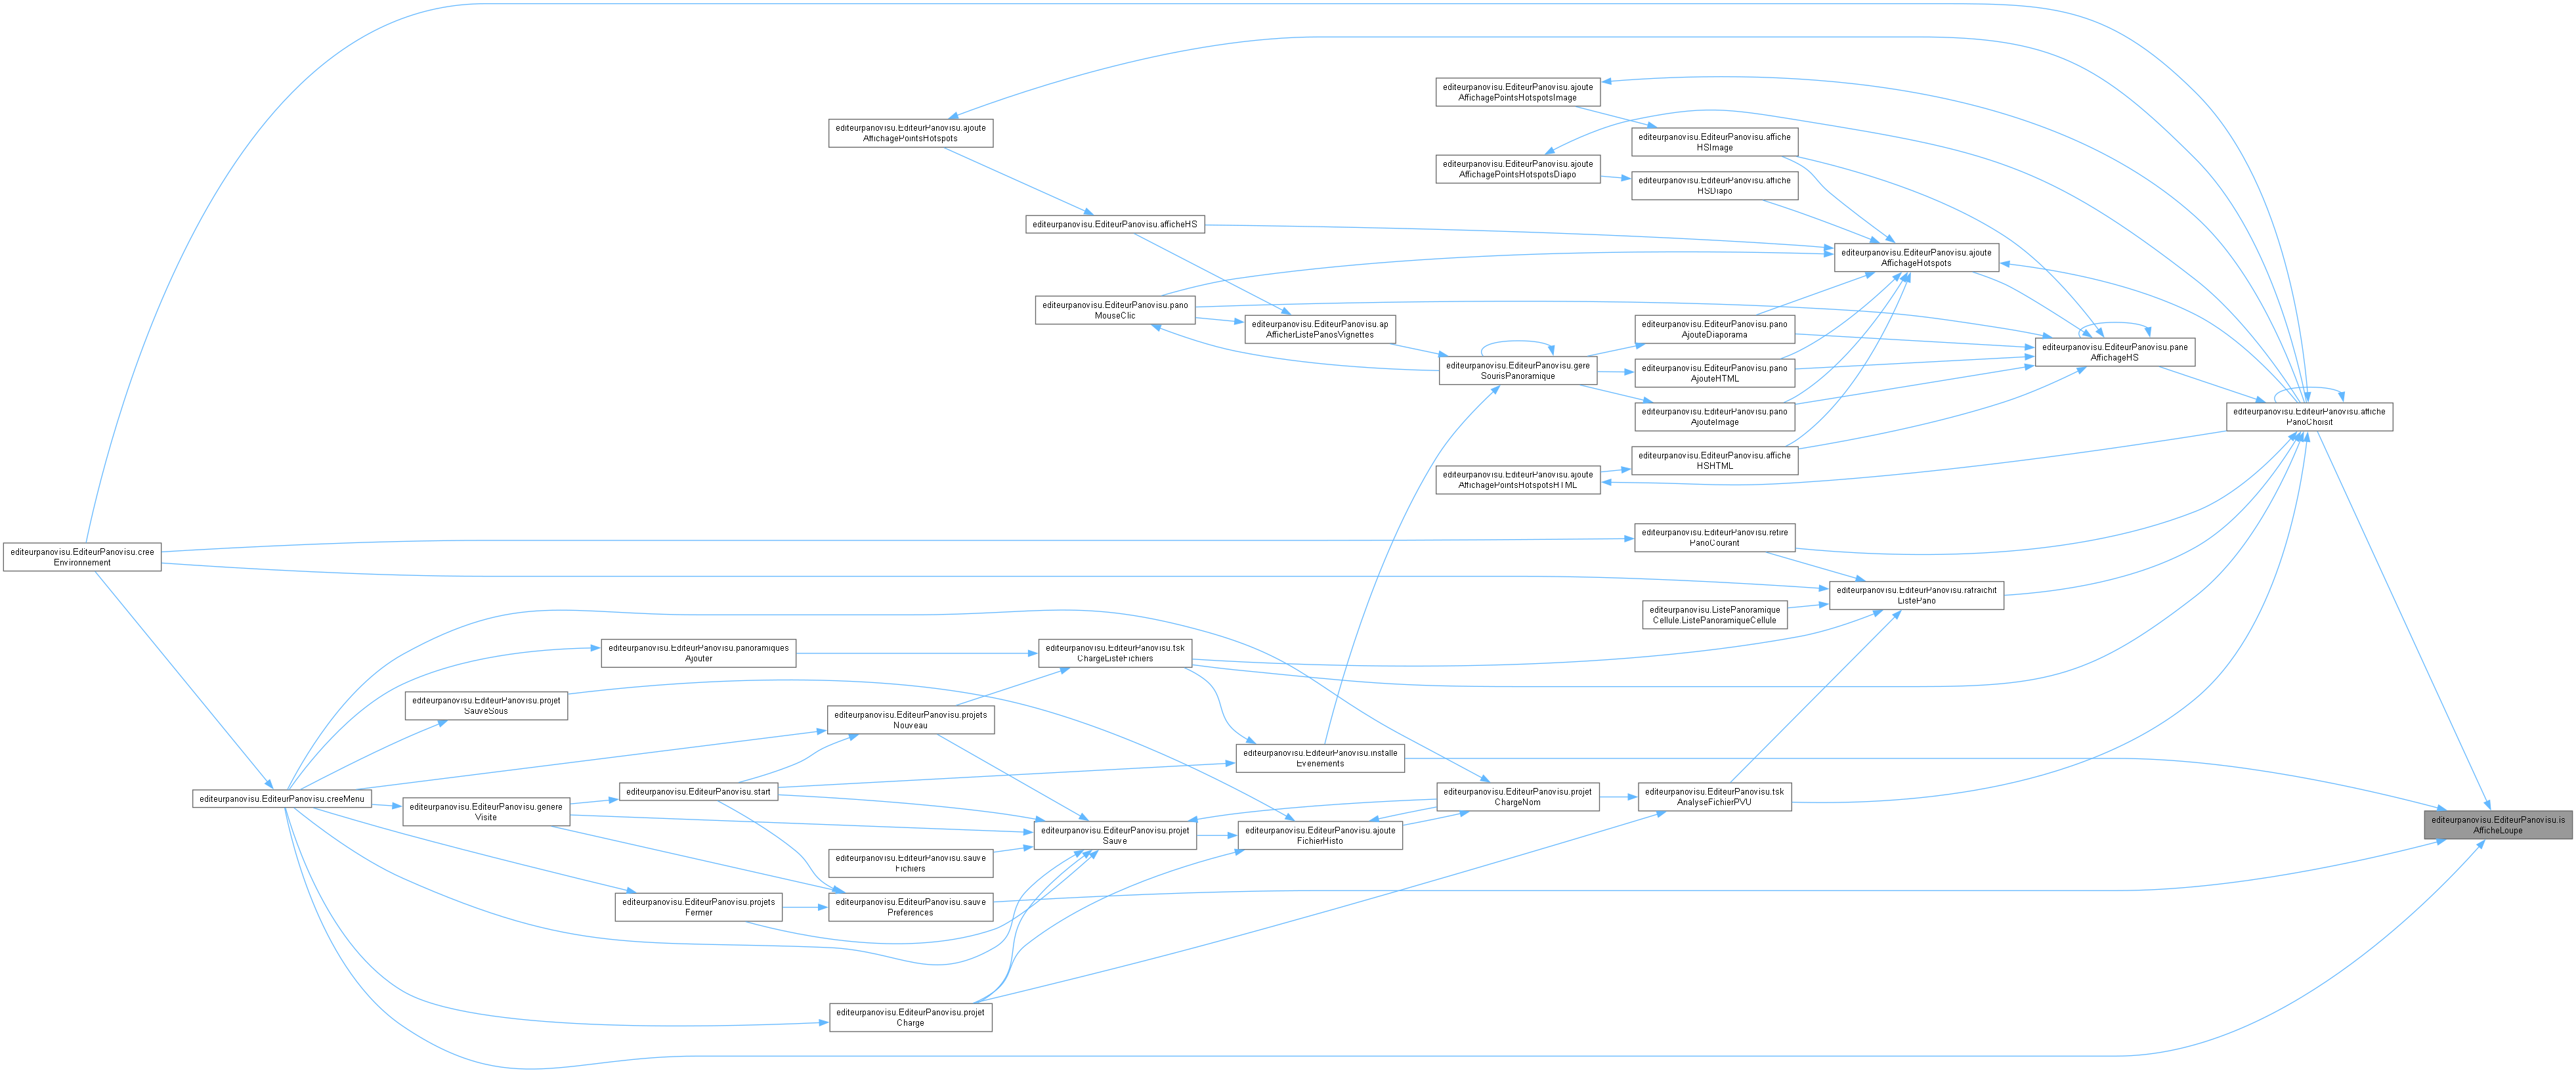 editeurpanovisu.EditeurPanovisu.ajoute
AffichagePointsHotspotsImage
editeurpanovisu.EditeurPanovisu.ajoute
AffichagePointsHotspots
editeurpanovisu.EditeurPanovisu.affiche
HSImage
editeurpanovisu.EditeurPanovisu.ajoute
AffichagePointsHotspotsDiapo
editeurpanovisu.EditeurPanovisu.affiche
HSDiapo
editeurpanovisu.EditeurPanovisu.afficheHS
editeurpanovisu.EditeurPanovisu.ajoute
AffichageHotspots
editeurpanovisu.EditeurPanovisu.pano
MouseClic
editeurpanovisu.EditeurPanovisu.ap
AfficherListePanosVignettes
editeurpanovisu.EditeurPanovisu.pano
AjouteDiaporama
editeurpanovisu.EditeurPanovisu.pane
AffichageHS
editeurpanovisu.EditeurPanovisu.gere
SourisPanoramique
editeurpanovisu.EditeurPanovisu.pano
AjouteHTML
editeurpanovisu.EditeurPanovisu.pano
AjouteImage
editeurpanovisu.EditeurPanovisu.affiche
PanoChoisit
editeurpanovisu.EditeurPanovisu.affiche
HSHTML
editeurpanovisu.EditeurPanovisu.ajoute
AffichagePointsHotspotsHTML
editeurpanovisu.EditeurPanovisu.retire
PanoCourant
editeurpanovisu.EditeurPanovisu.cree
Environnement
editeurpanovisu.EditeurPanovisu.rafraichit
ListePano
editeurpanovisu.ListePanoramique
Cellule.ListePanoramiqueCellule
editeurpanovisu.EditeurPanovisu.panoramiques
Ajouter
editeurpanovisu.EditeurPanovisu.tsk
ChargeListeFichiers
editeurpanovisu.EditeurPanovisu.projet
SauveSous
editeurpanovisu.EditeurPanovisu.projets
Nouveau
editeurpanovisu.EditeurPanovisu.installe
Evenements
editeurpanovisu.EditeurPanovisu.creeMenu
editeurpanovisu.EditeurPanovisu.genere
Visite
editeurpanovisu.EditeurPanovisu.start
editeurpanovisu.EditeurPanovisu.projet
ChargeNom
editeurpanovisu.EditeurPanovisu.tsk
AnalyseFichierPVU
editeurpanovisu.EditeurPanovisu.is
AfficheLoupe
editeurpanovisu.EditeurPanovisu.projet
Sauve
editeurpanovisu.EditeurPanovisu.ajoute
FichierHisto
editeurpanovisu.EditeurPanovisu.sauve
Fichiers
editeurpanovisu.EditeurPanovisu.projets
Fermer
editeurpanovisu.EditeurPanovisu.sauve
Preferences
editeurpanovisu.EditeurPanovisu.projet
Charge